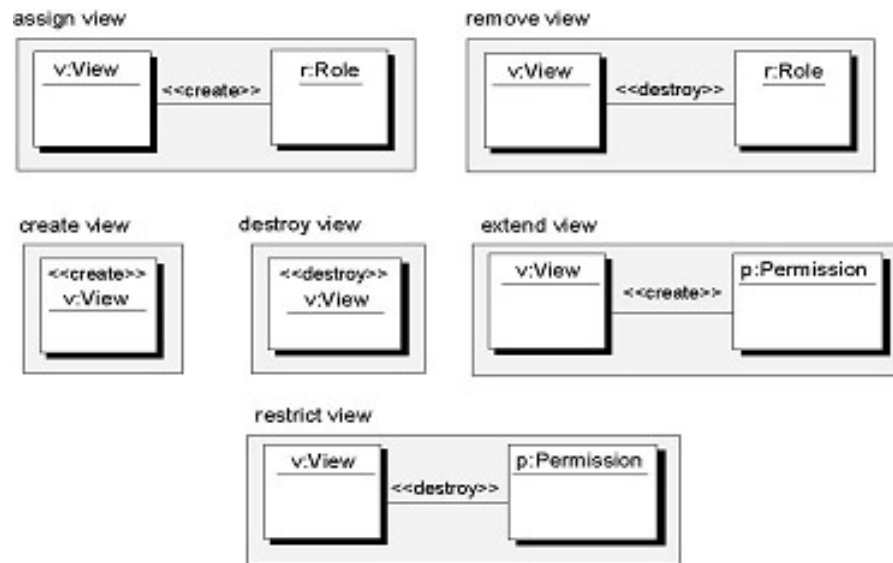 assign view
v:View
<<create>>
r:Role
remove view
v:View
<<destroy>>
r:Role
create view
<<create>>
v:View
destroy view
<<destroy>>
v:View
extend view
v:View
<<create>>
p:Permission
restrict view
v:View
<<destroy>>
p:Permission